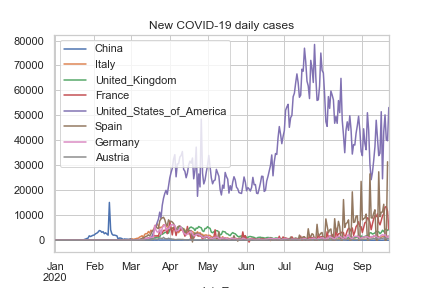 New COVID-19 daily cases
80000
70000
60000
50000
40000
30000
20000
10000
0
China
Italy
United_Kingdom
France
United_States_of_America
Spain
Germany
Austria
Jan Feb Mar Apr May Jun Jul Aug Sep
2020